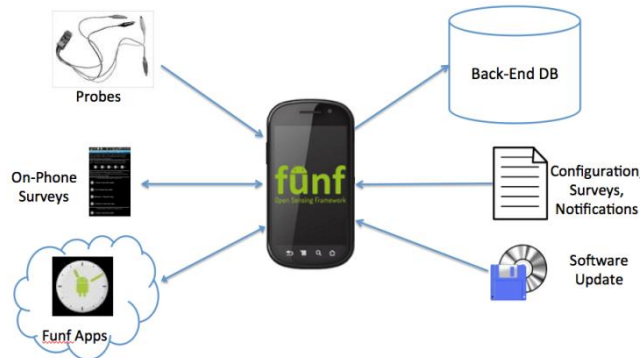 Probes
Back-End DB
On-Phone
Surveys
funf
Open Sensing Framework
Configuration,
Surveys,
Notifications
Software
Update
Funf Apps